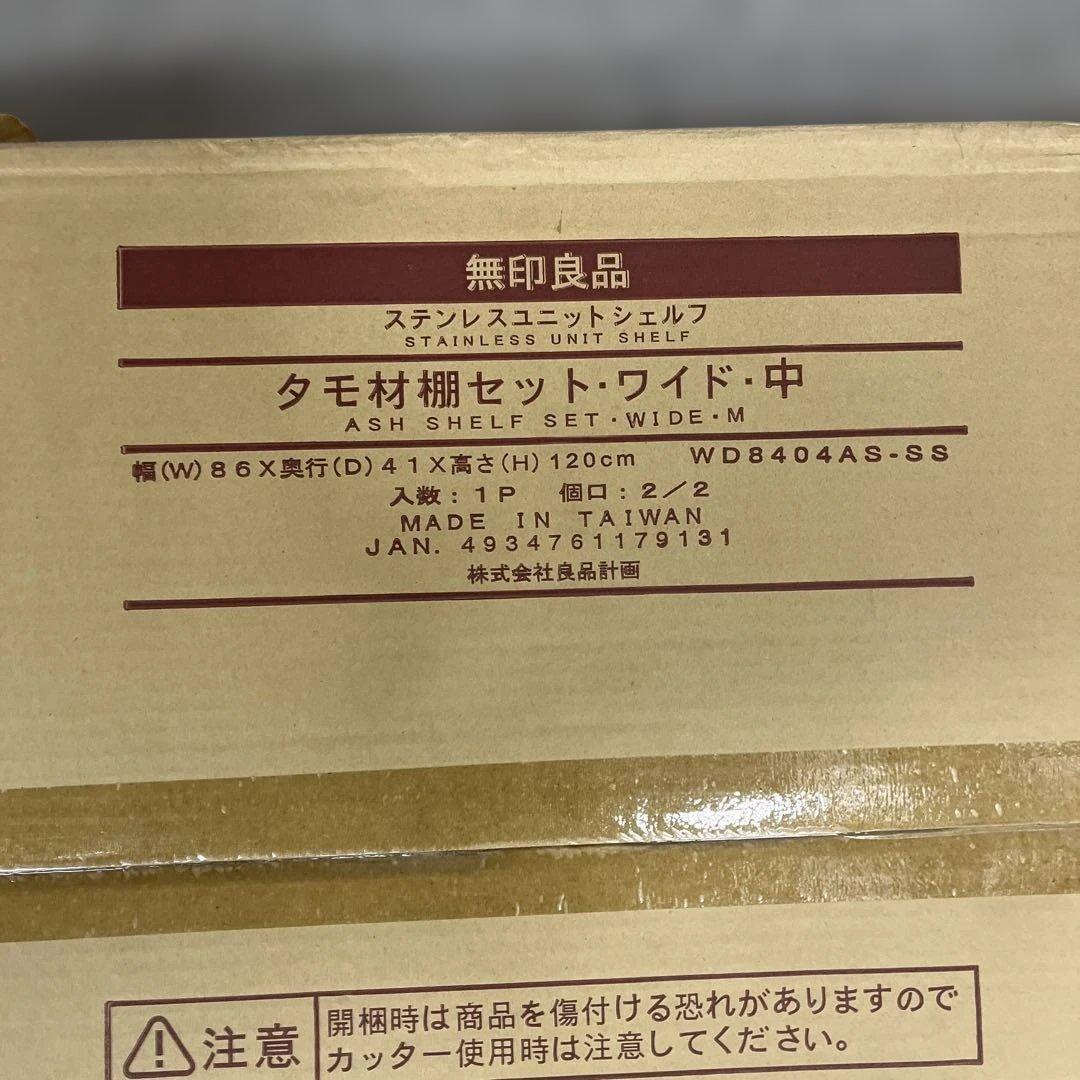 無印良品
ステンレスユニットシェルフ
STAINLESS UNIT SHELF
タモ材棚セット・ワイド・中
ASH SHELF SET・WIDE・M
幅(W)86X奥行(D)41X高さ(H)120cm WD8404AS-SS
入数：1P 個口：2／2
MADE IN TAIWAN
JAN. 4934761179131
株式会社良品計画
注意
開梱時は商品を傷付ける恐れがありますので
カッター使用時は注意してください。